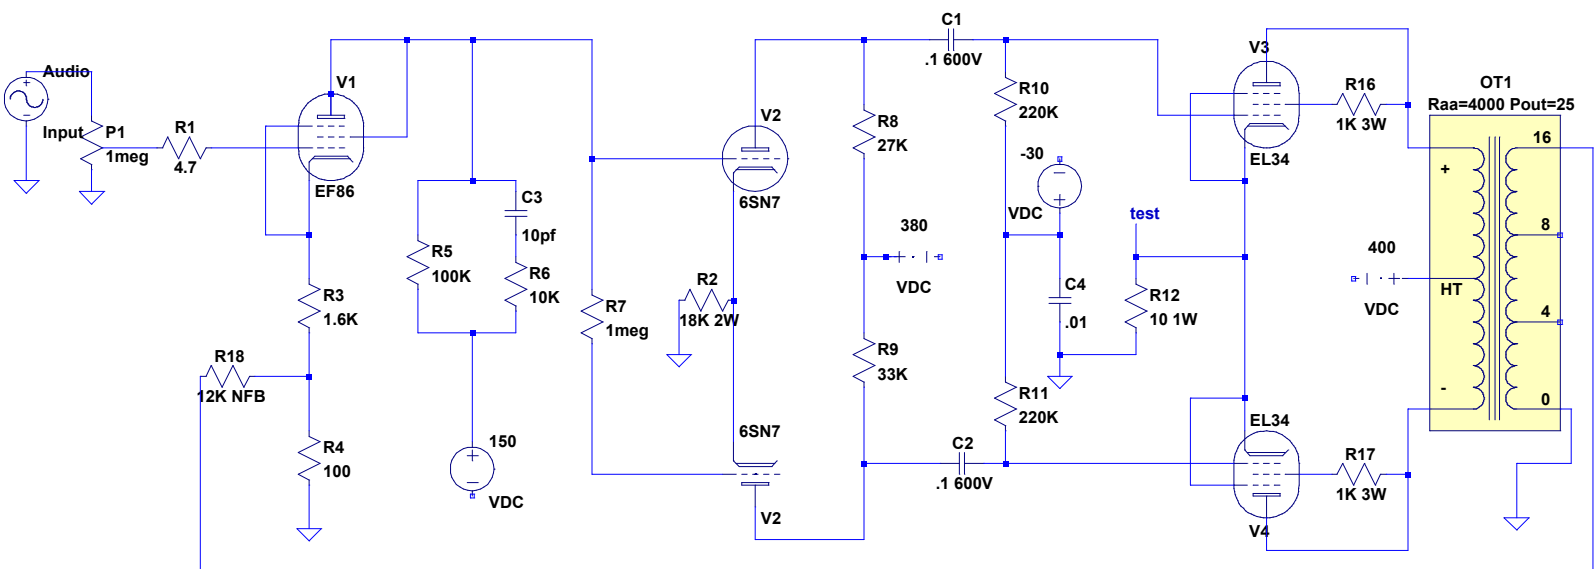 Audio
Input
P1
1meg
R1
4.7
V1
EF86
R3
1.6K
R18
12K NFB
R4
100
R5
100K
C3
10pf
R6
10K
150
VDC
R7
1meg
R2
18K 2W
V2
6SN7
6SN7
V2
R8
27K
380
VDC
R9
33K
C1
.1 600V
C2
.1 600V
R10
220K
-30
VDC
C4
.01
R11
220K
test
R12
10 1W
V3
EL34
R16
1K 3W
EL34
V4
R17
1K 3W
400
VDC
OT1
Raa=4000 Pout=25
+
HT
-
16
8
4
0